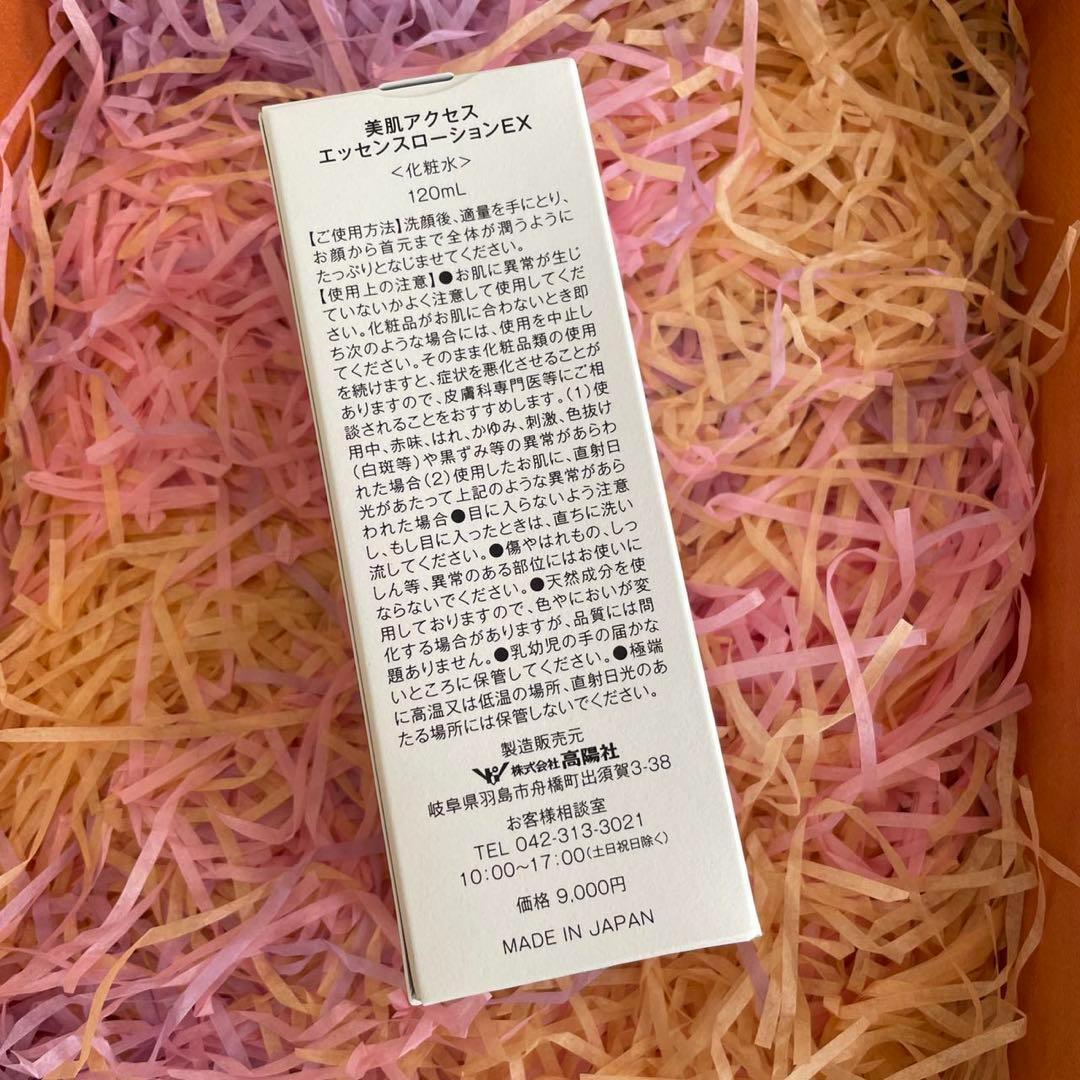 美肌アクセス
エッセンスローションEX
<化粧水>
120mL
【ご使用方法】洗顔後、適量を手にとり、
お顔から首元まで全体が潤うように
たっぷりとなじませてください。
【使用上の注意】●お肌に異常が生じ
ていないかよく注意して使用してくだ
さい。化粧品がお肌に合わないとき即
ち次のような場合には、使用を中止し
てください。そのまま化粧品類の使用
を続けますと、症状を悪化させることが
ありますので、皮膚科専門医等にご相
談されることをおすすめします。(1)使
用中、赤味、はれ、かゆみ、刺激、色抜け
(白斑等)や黒ずみ等の異常があらわ
れた場合(2)使用したお肌に、直射日
光があたって上記のような異常があら
われた場合●目に入らないよう注意
し、もし目に入ったときは、直ちに洗い
流してください。●傷やはれもの、しっ
しん等、異常のある部位にはお使いに
ならないでください。●天然成分を使
用しておりますので、色やにおいが変
化する場合がありますが、品質には問
題ありません。●乳幼児の手の届かな
いところに保管してください。●極端
に高温又は低温の場所、直射日光のあ
たる場所には保管しないでください。
製造販売元
株式会社高陽社
岐阜県羽島市舟橋町出須賀3-38
お客様相談室
TEL 042-313-3021
10:00~17:00(土日祝日除く)
価格 9,000円
MADE IN JAPAN